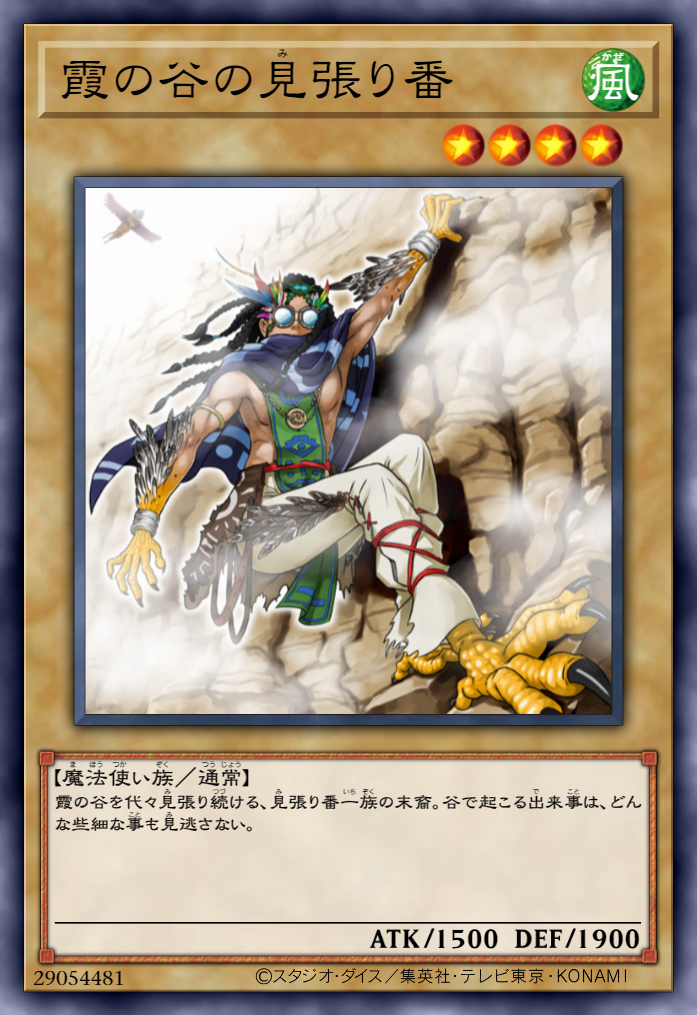 霞の谷の見張り番
風
【魔法使い族／通常】
霞の谷を代々見張り続ける、見張り番一族の末裔。谷で起こる出来事は、どん
な些細な事も見逃さない。
ATK/1500 DEF/1900
29054481 ©スタジオ・ダイス／集英社・テレビ東京・KONAMI